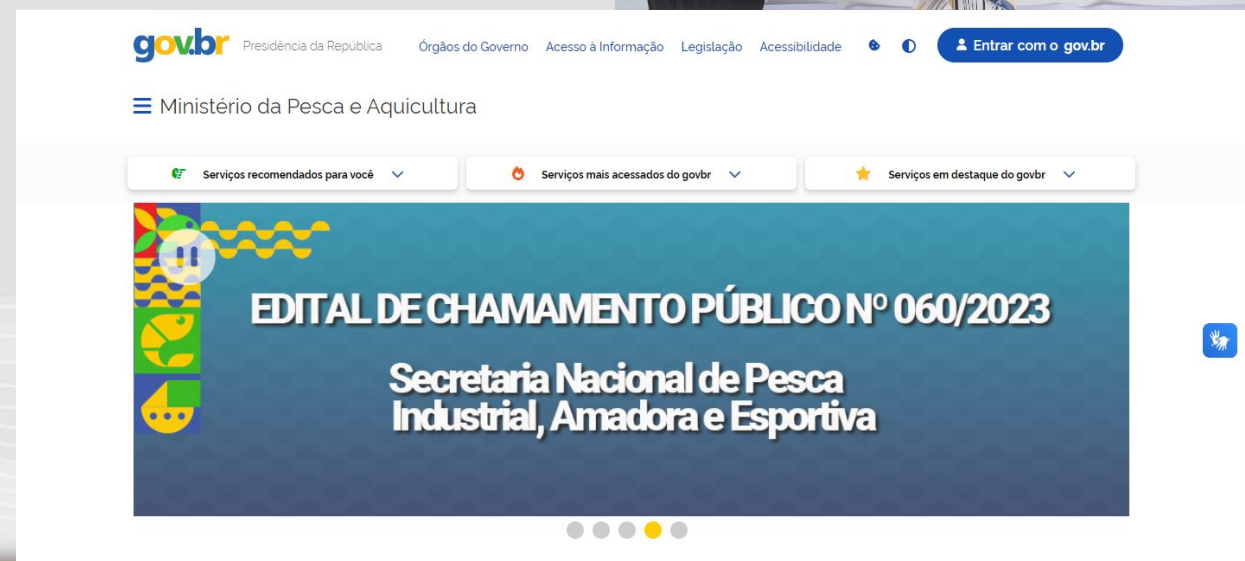 gov.br Presidência da República Órgãos do Governo Acesso à Informação Legislação Acessibilidade Entrar com o gov.br
Ministério da Pesca e Aquicultura
Serviços recomendados para você Serviços mais acessados do govbr Serviços em destaque do govbr
EDITAL DE CHAMAMENTO PÚBLICO Nº 060/2023
Secretaria Nacional de Pesca
Industrial, Amadora e Esportiva